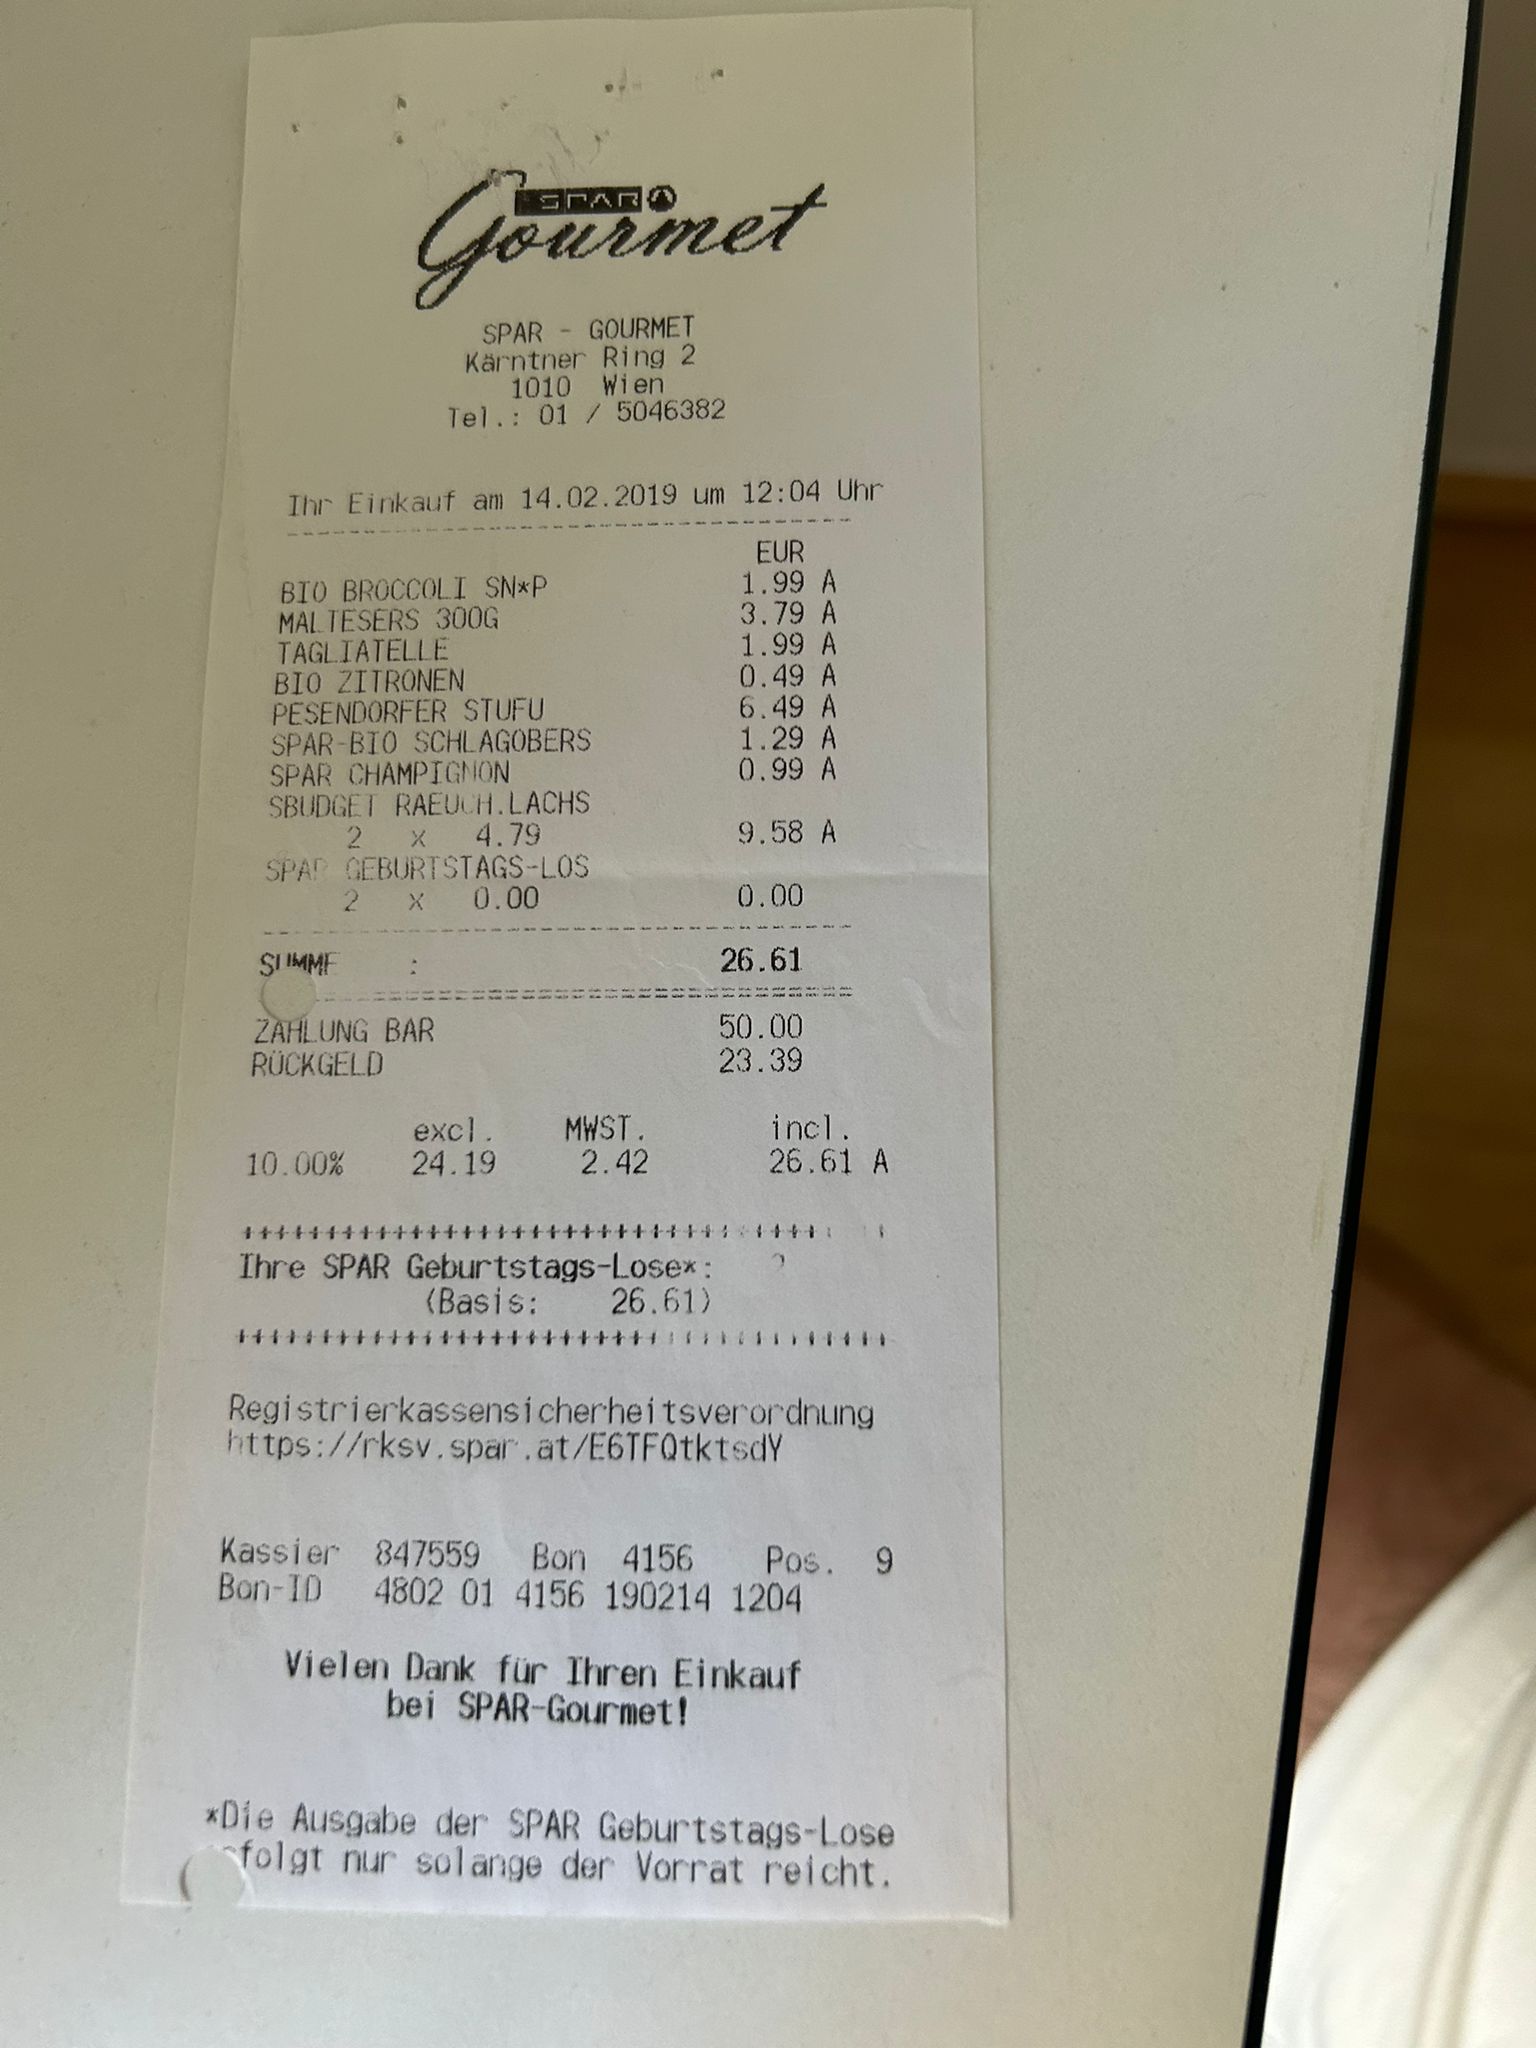 SPAR
Gourmet
SPAR - GOURMET
Kärntner Ring 2
1010 Wien
Tel.: 01 / 5046382
Ihr Einkauf am 14.02.2019 um 12:04 Uhr
EUR
BIO BROCCOLI SN*P 1.99 A
MALTESERS 300G 3.79 A
TAGLIATELLE 1.99 A
BIO ZITRONEN 0.49 A
PESENDORFER STUFU 6.49 A
SPAR-BIO SCHLAGOBERS 1.29 A
SPAR CHAMPIGNON 0.99 A
SBUDGET RAEUCH.LACHS
2 x 4.79 9.58 A
SPAR GEBURTSTAGS-LOS
2 x 0.00 0.00
SUMME : 26.61
ZAHLUNG BAR 50.00
RÜCKGELD 23.39
excl. MWST. incl.
10.00% 24.19 2.42 26.61 A
Ihre SPAR Geburtstags-Lose*: 2
(Basis: 26.61)
Registrierkassensicherheitsverordnung
https://rksv.spar.at/E6TFQtktsdY
Kassier 847559 Bon 4156 Pos. 9
Bon-ID 4802 01 4156 190214 1204
Vielen Dank für Ihren Einkauf
bei SPAR-Gourmet!
*Die Ausgabe der SPAR Geburtstags-Lose
erfolgt nur solange der Vorrat reicht.